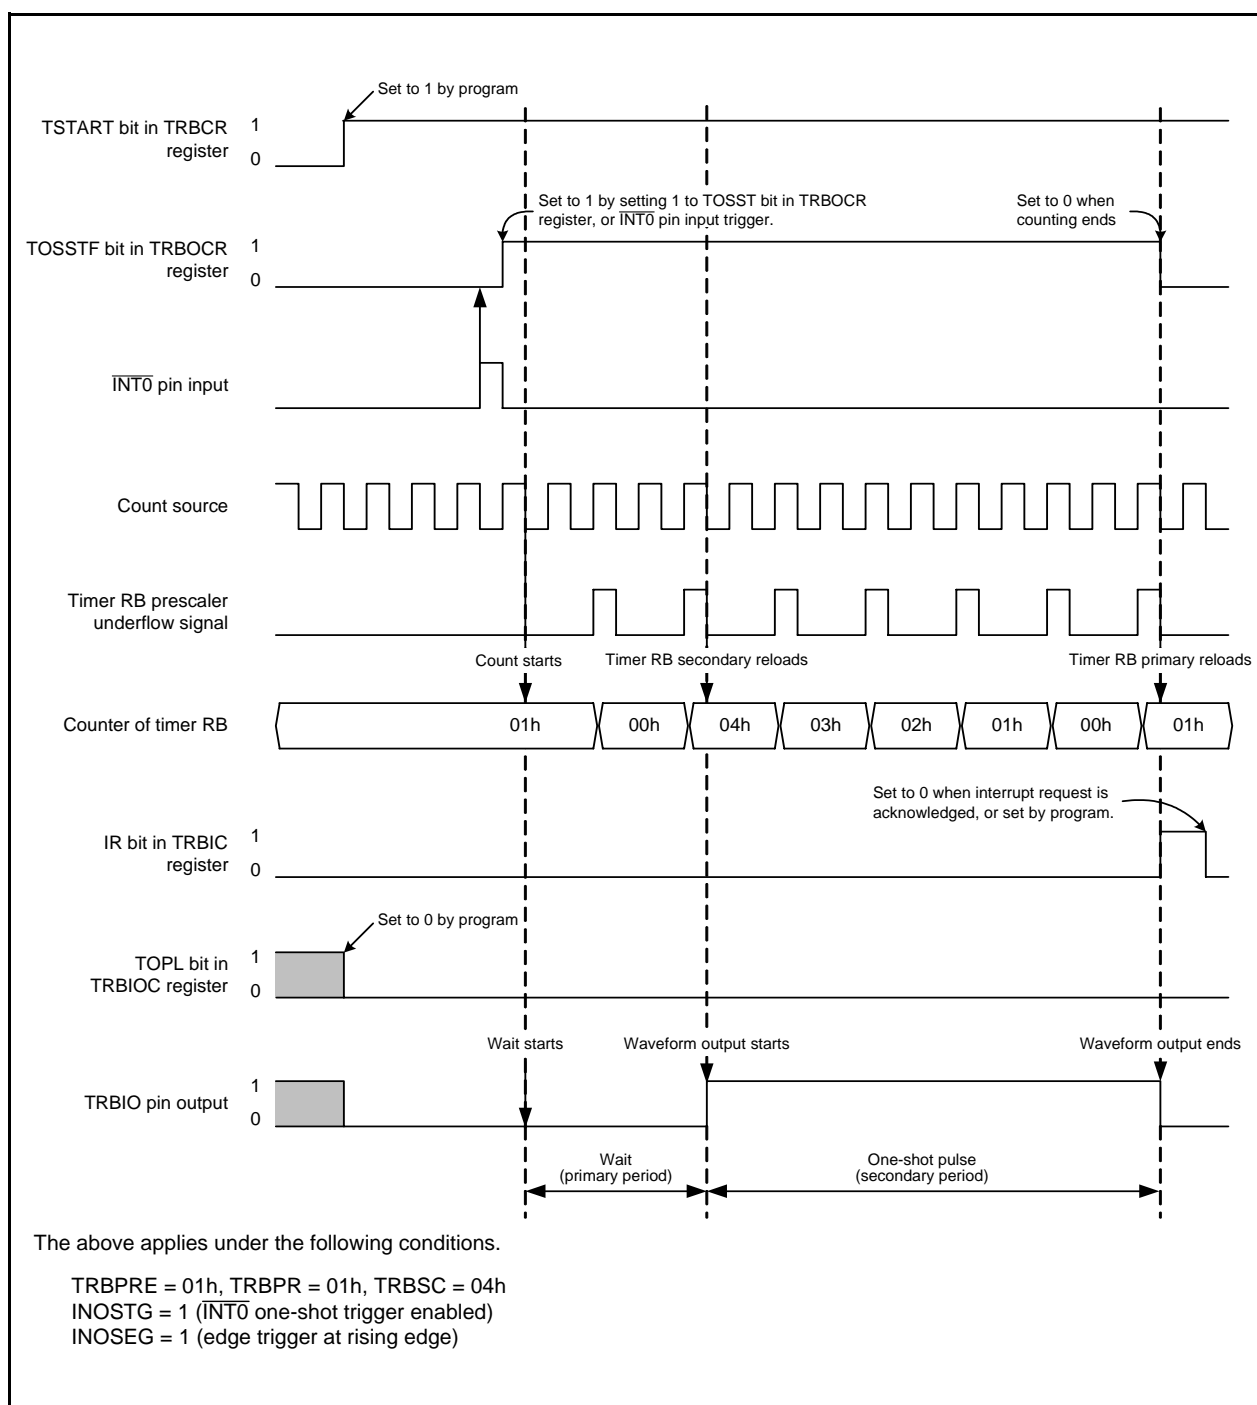 Set to 1 by program
TSTART bit in TRBCR
register
1
0
Set to 1 by setting 1 to TOSST bit in TRBOCR
register, or INT0 pin input trigger.
Set to 0 when
counting ends
TOSSTF bit in TRBOCR
register
1
0
INT0 pin input
Count source
Timer RB prescaler
underflow signal
Count starts
Timer RB secondary reloads
Timer RB primary reloads
Counter of timer RB
01h
00h
04h
03h
02h
01h
00h
01h
Set to 0 when interrupt request is
acknowledged, or set by program.
IR bit in TRBIC
register
1
0
Set to 0 by program
TOPL bit in
TRBIOC register
1
0
Wait starts
Waveform output starts
Waveform output ends
TRBIO pin output
1
0
Wait
(primary period)
One-shot pulse
(secondary period)
The above applies under the following conditions.
TRBPRE = 01h, TRBPR = 01h, TRBSC = 04h
INOSTG = 1 (INT0 one-shot trigger enabled)
INOSEG = 1 (edge trigger at rising edge)